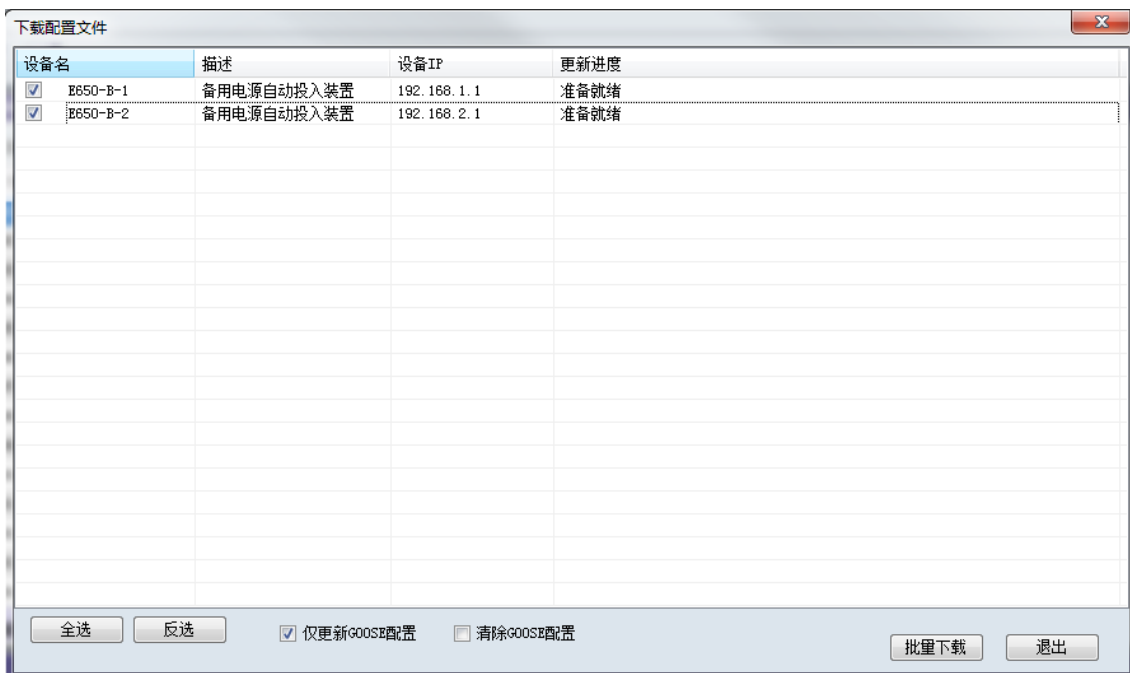 下载配置文件
设备名 描述 设备IP 更新进度
E650-B-1 备用电源自动投入装置 192.168.1.1 准备就绪
E650-B-2 备用电源自动投入装置 192.168.2.1 准备就绪
全选 反选 仅更新GOOSE配置 清除GOOSE配置
批量下载 退出